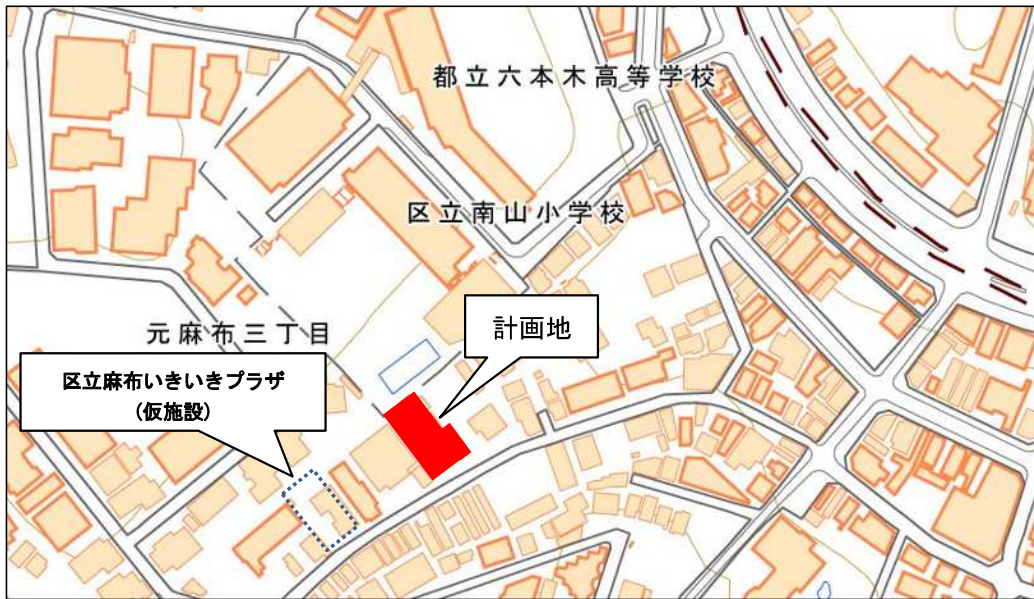 都立六本木高等学校
区立南山小学校
計画地
元麻布三丁目
区立麻布いきいきプラザ
(仮施設)